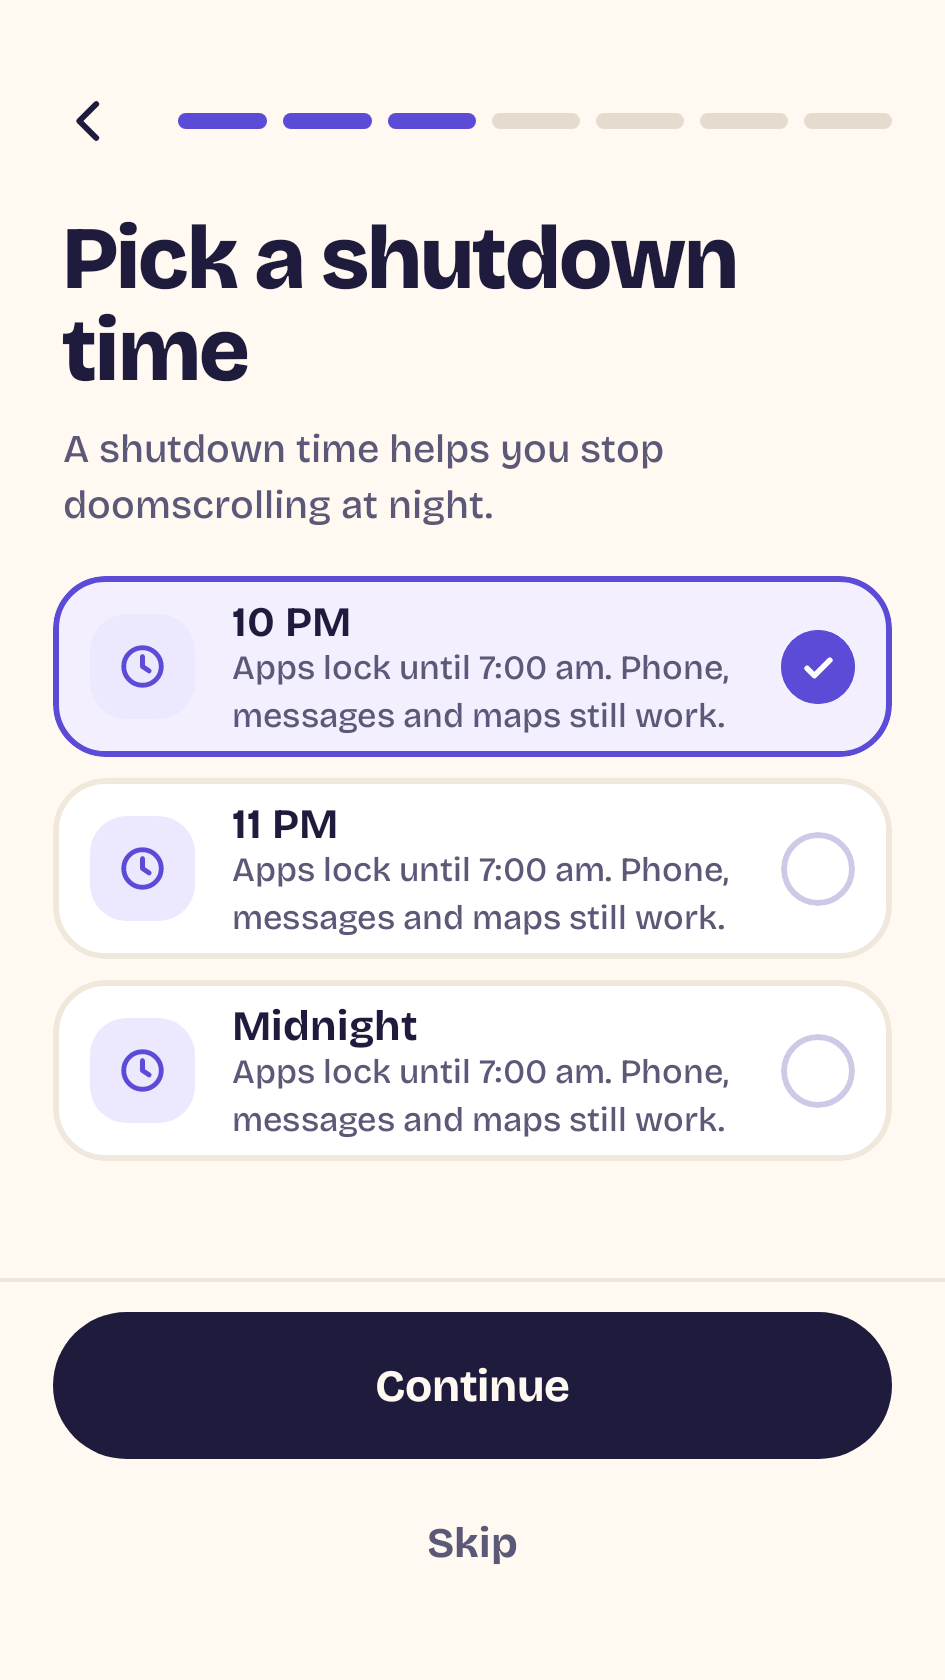 Pick a shutdown
time
A shutdown time helps you stop
doomscrolling at night.
10 PM
Apps lock until 7:00 am. Phone,
messages and maps still work.
11 PM
Apps lock until 7:00 am. Phone,
messages and maps still work.
Midnight
Apps lock until 7:00 am. Phone,
messages and maps still work.
Continue
Skip